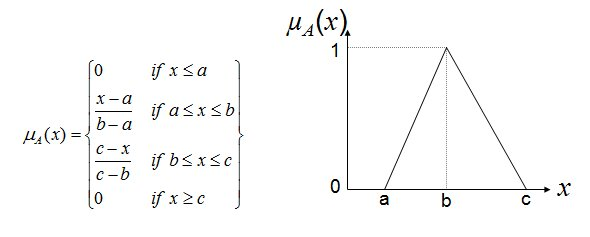 μA(x) = { 0 if x ≤ a
x − a / b − a if a ≤ x ≤ b
c − x / c − b if b ≤ x ≤ c
0 if x ≥ c }
μA(x)
1
0
a b c x